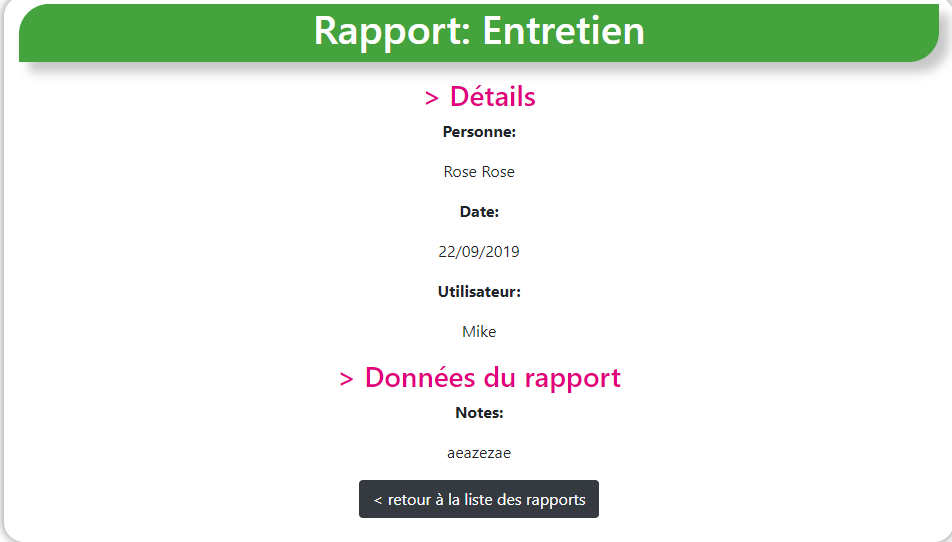 Rapport: Entretien
> Détails
Personne:
Rose Rose
Date:
22/09/2019
Utilisateur:
Mike
> Données du rapport
Notes:
aeazezae
< retour à la liste des rapports